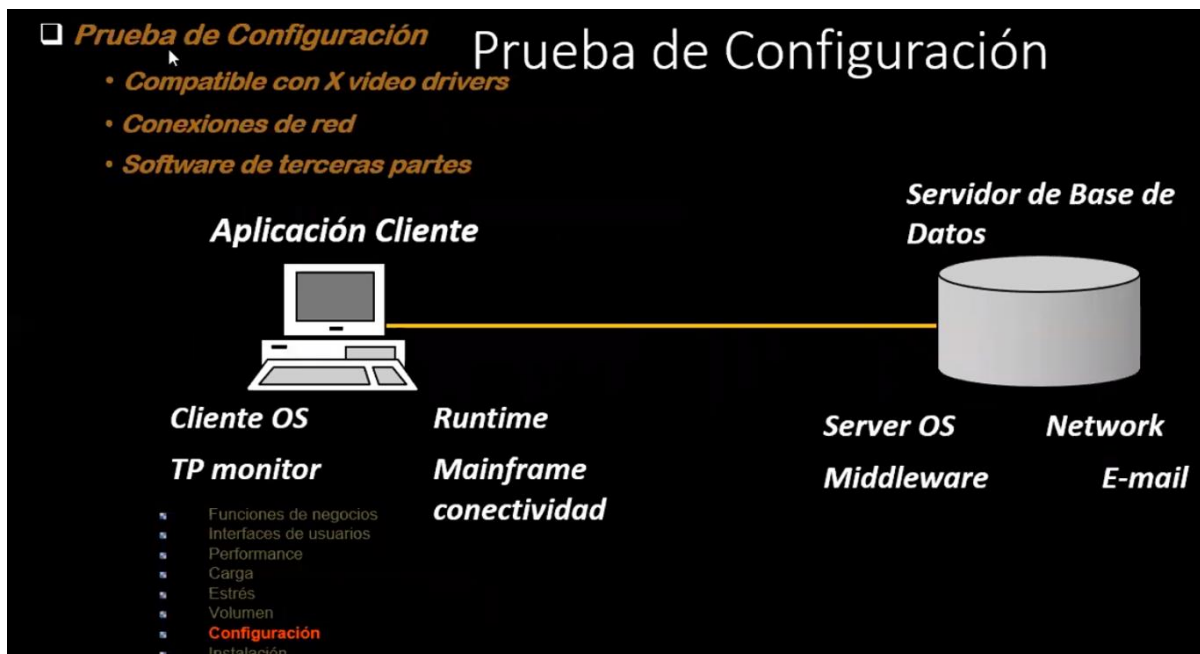 Prueba de Configuración
Prueba de Configuración
• Compatible con X video drivers
• Conexiones de red
• Software de terceras partes
Servidor de Base de
Datos
Aplicación Cliente
Cliente OS
Runtime
Server OS
Network
TP monitor
Mainframe
conectividad
Middleware
E-mail
Funciones de negocios
Interfaces de usuarios
Performance
Carga
Estrés
Volumen
Configuración
Instalación